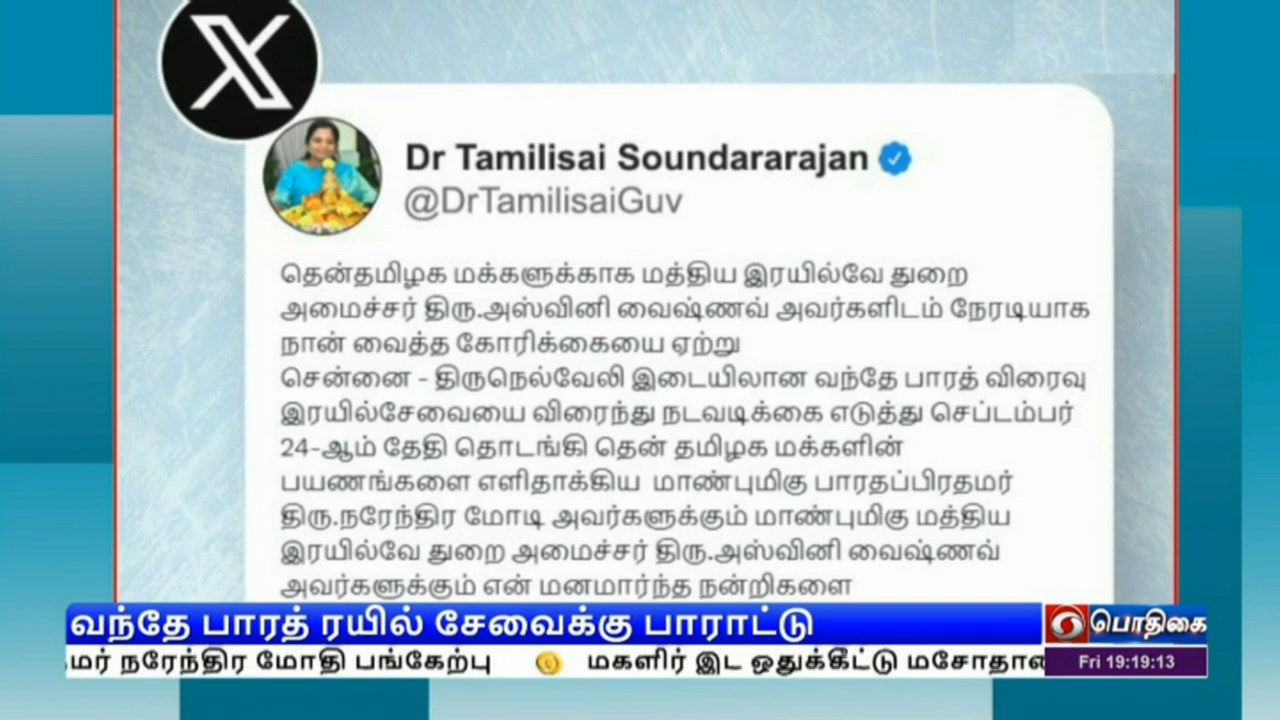 Dr Tamilisai Soundararajan
@DrTamilisaiGuv
தென்தமிழக மக்களுக்காக மத்திய இரயில்வே துறை
அமைச்சர் திரு.அஸ்வினி வைஷ்ணவ் அவர்களிடம் நேரடியாக
நான் வைத்த கோரிக்கையை ஏற்று
சென்னை - திருநெல்வேலி இடையிலான வந்தே பாரத் விரைவு
இரயில்சேவையை விரைந்து நடவடிக்கை எடுத்து செப்டம்பர்
24-ஆம் தேதி தொடங்கி தென் தமிழக மக்களின்
பயணங்களை எளிதாக்கிய மாண்புமிகு பாரதப்பிரதமர்
திரு.நரேந்திர மோடி அவர்களுக்கும் மாண்புமிகு மத்திய
இரயில்வே துறை அமைச்சர் திரு.அஸ்வினி வைஷ்ணவ்
அவர்களுக்கும் என் மனமார்ந்த நன்றிகளை
வந்தே பாரத் ரயில் சேவைக்கு பாராட்டு
பொதிகை
நரேந்திர மோதி பங்கேற்பு மகளிர் இட ஒதுக்கீட்டு
Fri 19:19:13